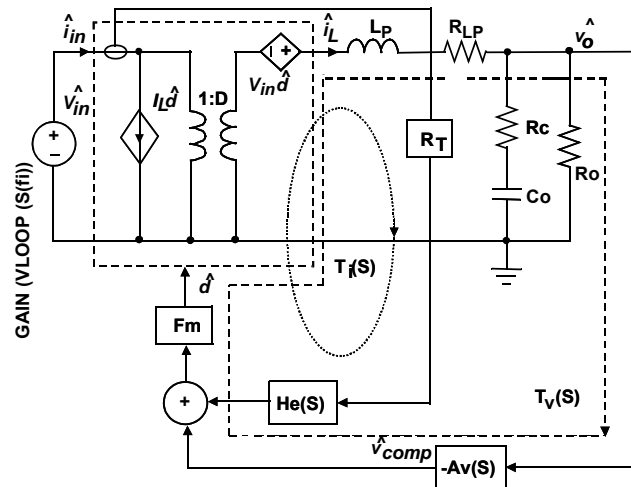 î_in
î_L
L_P
R_LP
v̂_o
V̂_in
I_L d̂
1:D
V_in d̂
+
+
−
R_T
Rc
Ro
Co
GAIN (VLOOP (S(fi))
T_i(S)
d̂
Fm
+
He(S)
T_v(S)
v̂_comp
-Av(S)